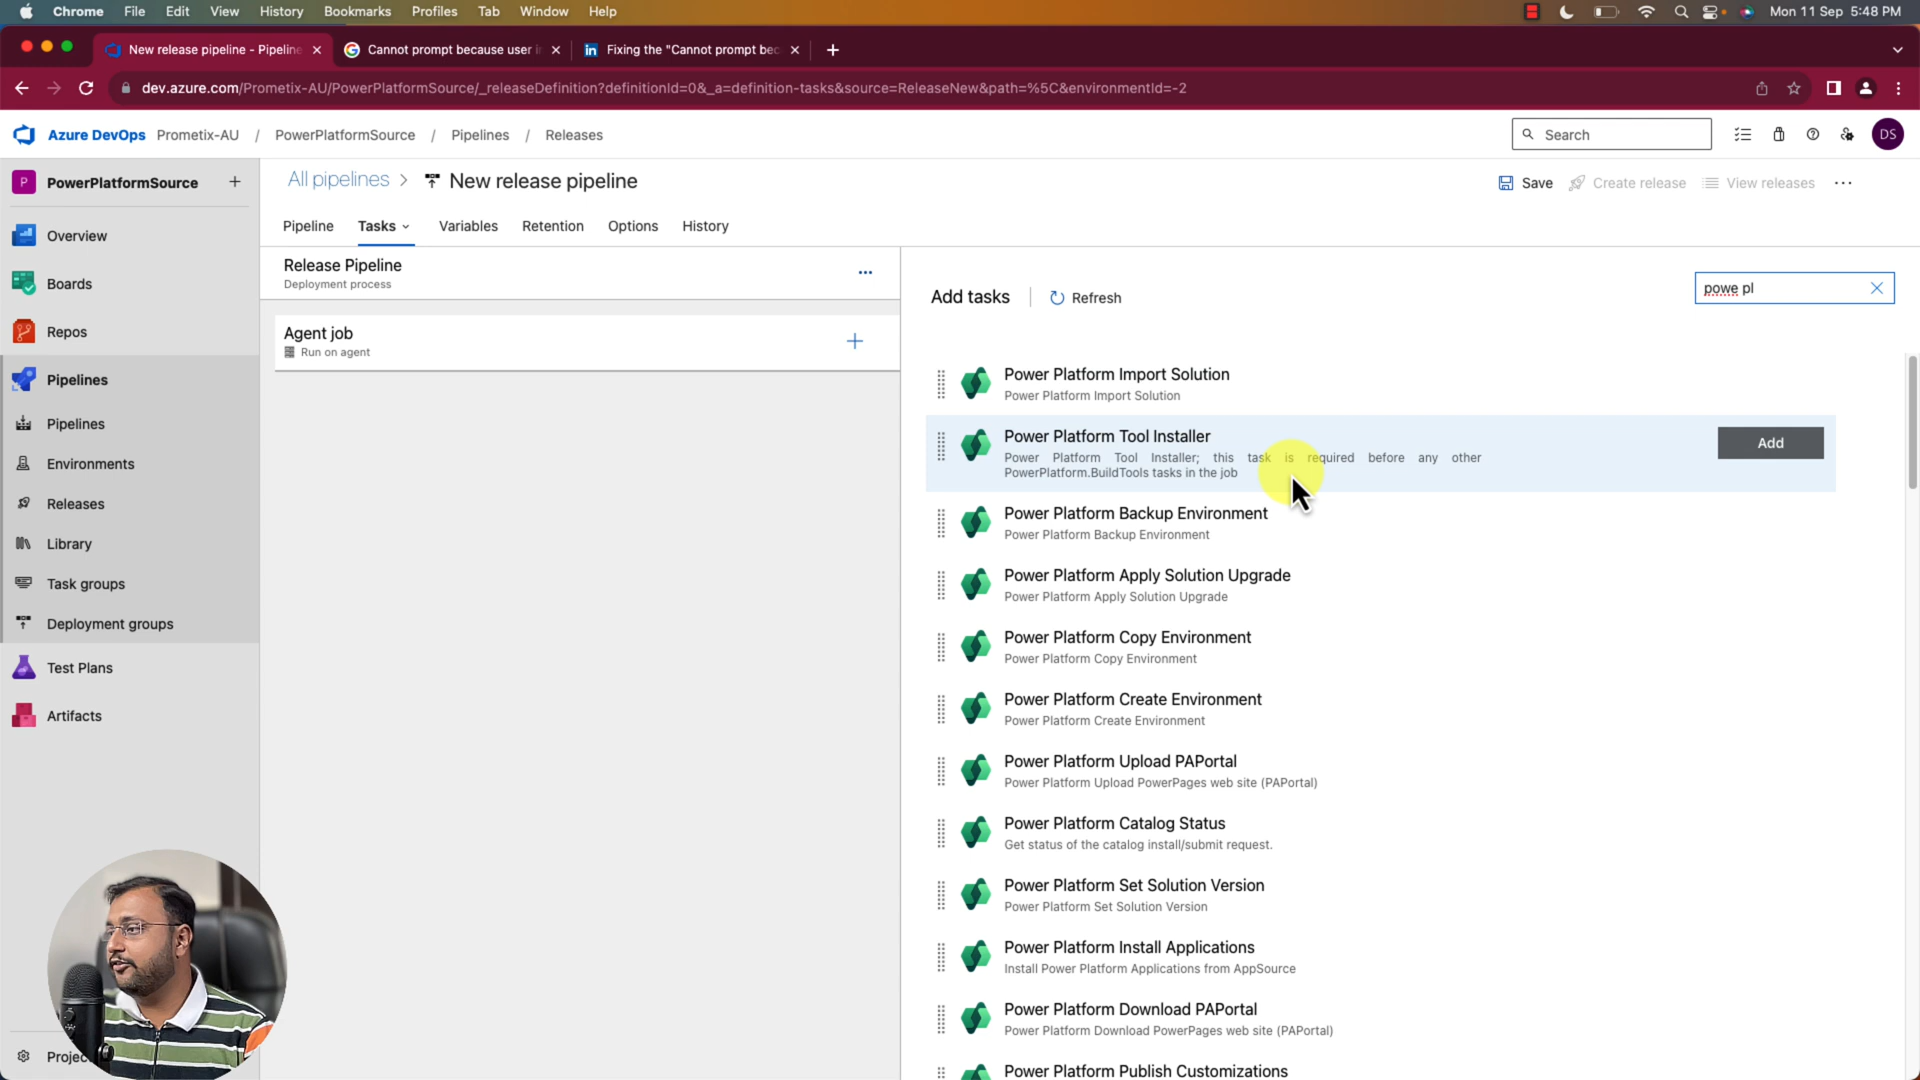 Chrome File Edit View History Bookmarks Profiles Tab Window Help Mon 11 Sep 5:48 PM
New release pipeline - Pipeline Cannot prompt because user Fixing the "Cannot prompt
dev.azure.com/Prometix-AU/PowerPlatformSource/_releaseDefinition?definitionId=0&_a=definition-tasks&source=ReleaseNew&path=%5C&environmentId=-2
Azure DevOps Prometix-AU / PowerPlatformSource / Pipelines / Releases Search DS
P PowerPlatformSource +
All pipelines > New release pipeline Save Create release View releases ...
Pipeline Tasks Variables Retention Options History
Overview
Boards
Repos
Pipelines
Pipelines
Environments
Releases
Library
Task groups
Deployment groups
Test Plans
Artifacts
Release Pipeline
Deployment process
Agent job
Run on agent
Add tasks Refresh powe pl
Power Platform Import Solution
Power Platform Import Solution
Power Platform Tool Installer Add
Power Platform Tool Installer; this task is required before any other
PowerPlatform.BuildTools tasks in the job
Power Platform Backup Environment
Power Platform Backup Environment
Power Platform Apply Solution Upgrade
Power Platform Apply Solution Upgrade
Power Platform Copy Environment
Power Platform Copy Environment
Power Platform Create Environment
Power Platform Create Environment
Power Platform Upload PAPortal
Power Platform Upload PowerPages web site (PAPortal)
Power Platform Catalog Status
Get status of the catalog install/submit request.
Power Platform Set Solution Version
Power Platform Set Solution Version
Power Platform Install Applications
Install Power Platform Applications from AppSource
Power Platform Download PAPortal
Power Platform Download PowerPages web site (PAPortal)
Power Platform Publish Customizations